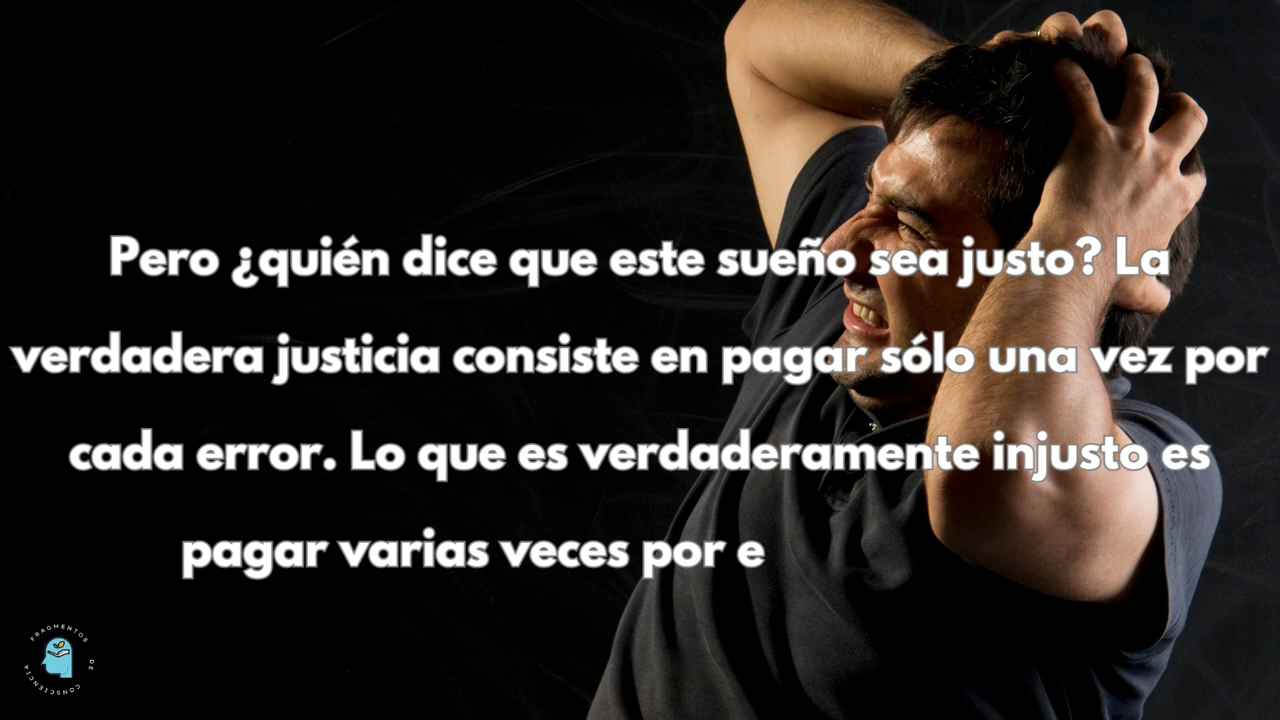 Pero ¿quién dice que este sueño sea justo? La
verdadera justicia consiste en pagar sólo una vez por
cada error. Lo que es verdaderamente injusto es
pagar varias veces por e
FRAGMENTOS DE CONSCIENCIA